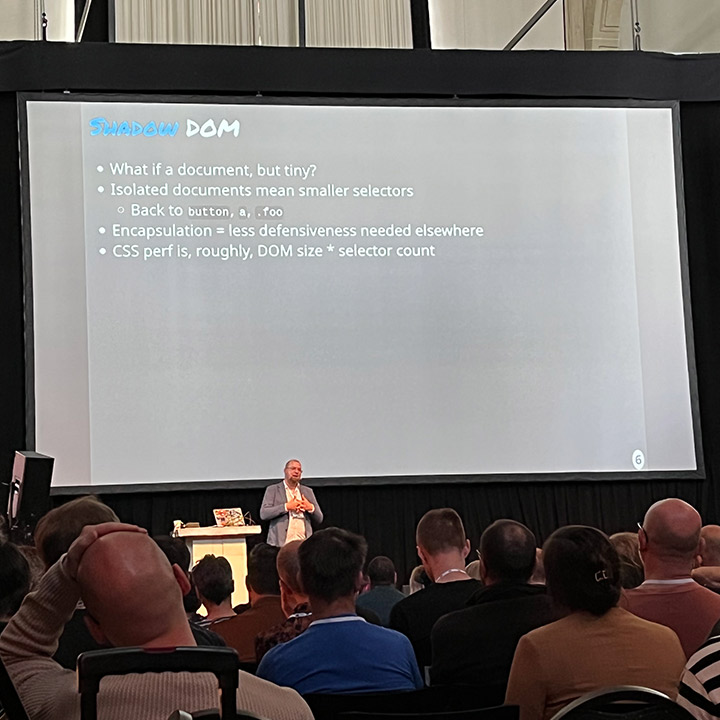 Shadow DOM
• What if a document, but tiny?
• Isolated documents mean smaller selectors
○ Back to button, a, .foo
• Encapsulation = less defensiveness needed elsewhere
• CSS perf is, roughly, DOM size * selector count
6